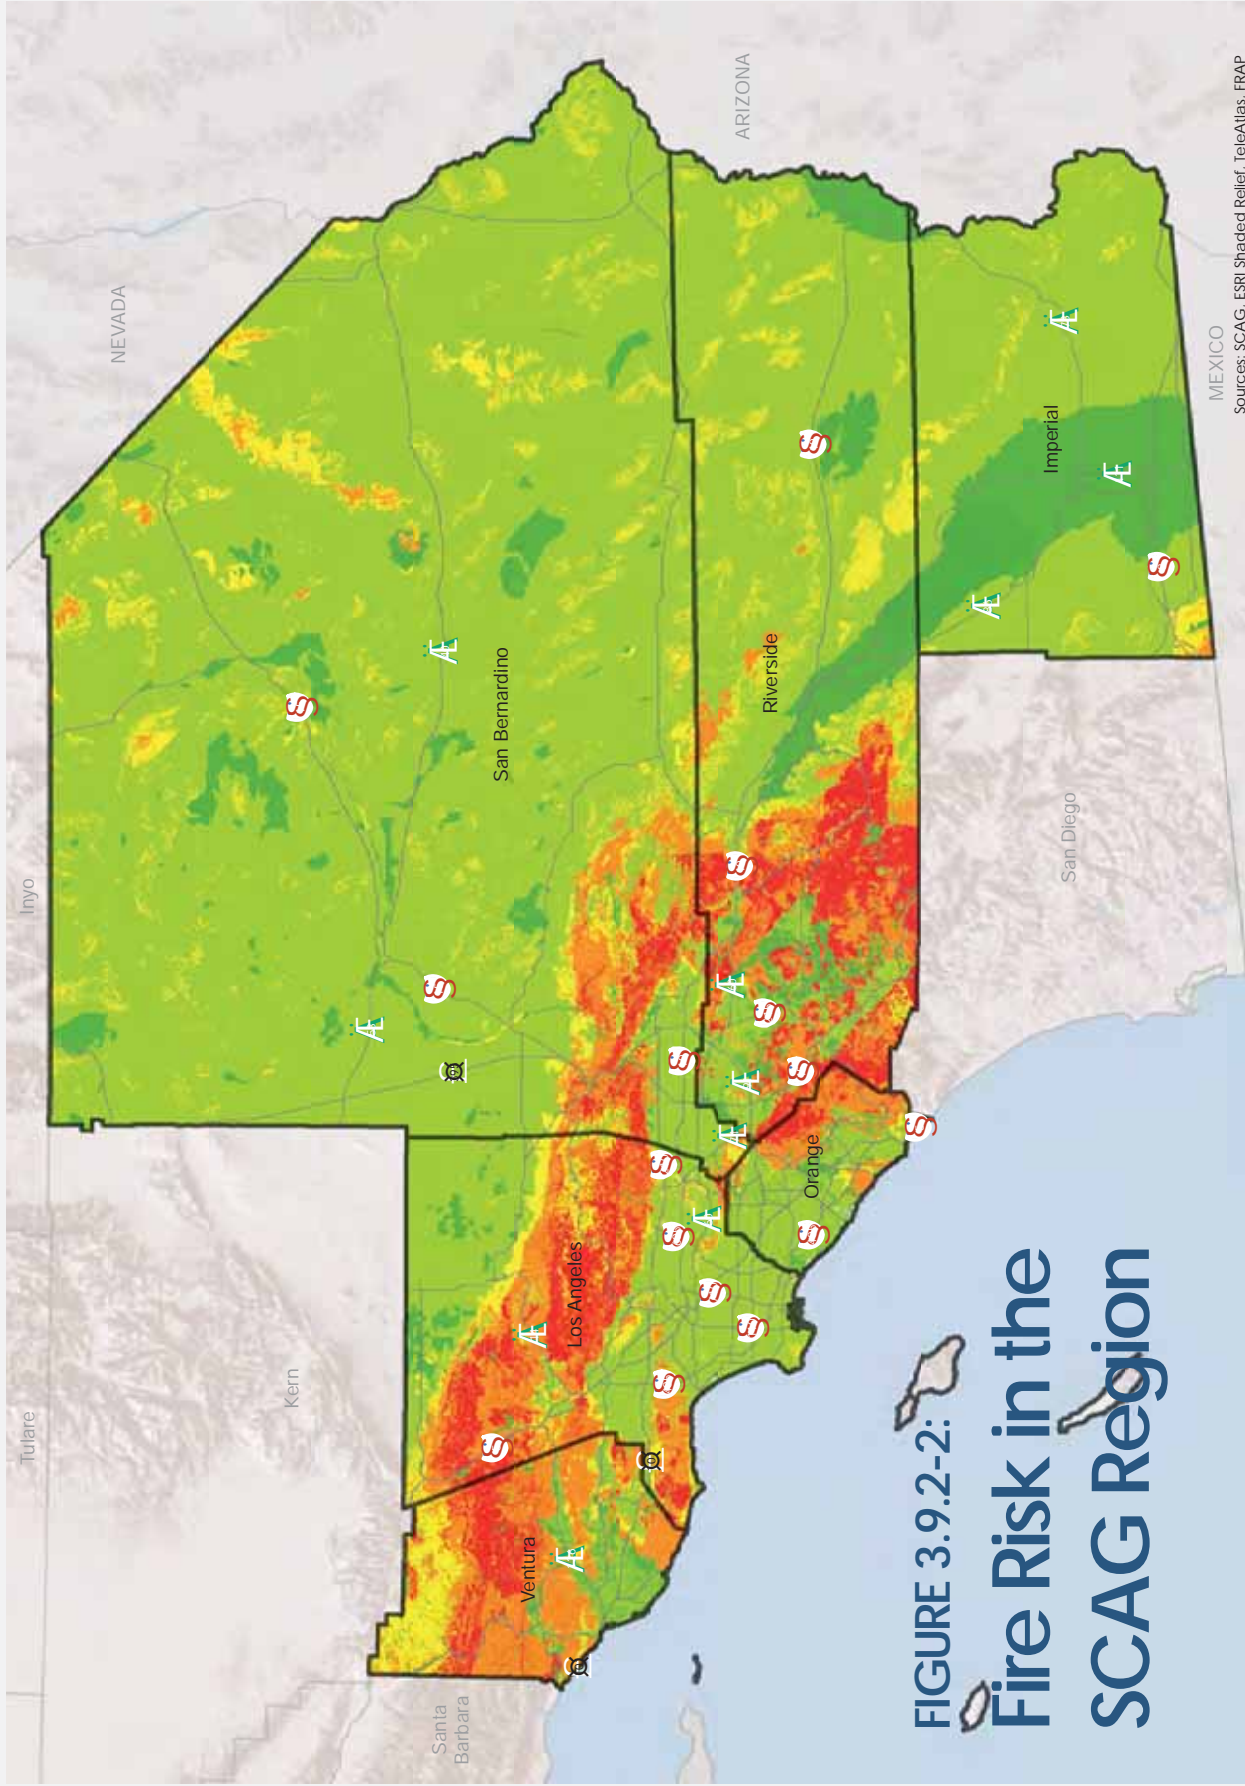 Tulare
Inyo
NEVADA
Kern
Santa
Barbara
Ventura
Los Angeles
San Bernardino
ARIZONA
Orange
Riverside
San Diego
Imperial
MEXICO
FIGURE 3.9.2-2:
Fire Risk in the
SCAG Region
Sources: SCAG, ESRI Shaded Relief, TeleAtlas, FRAP